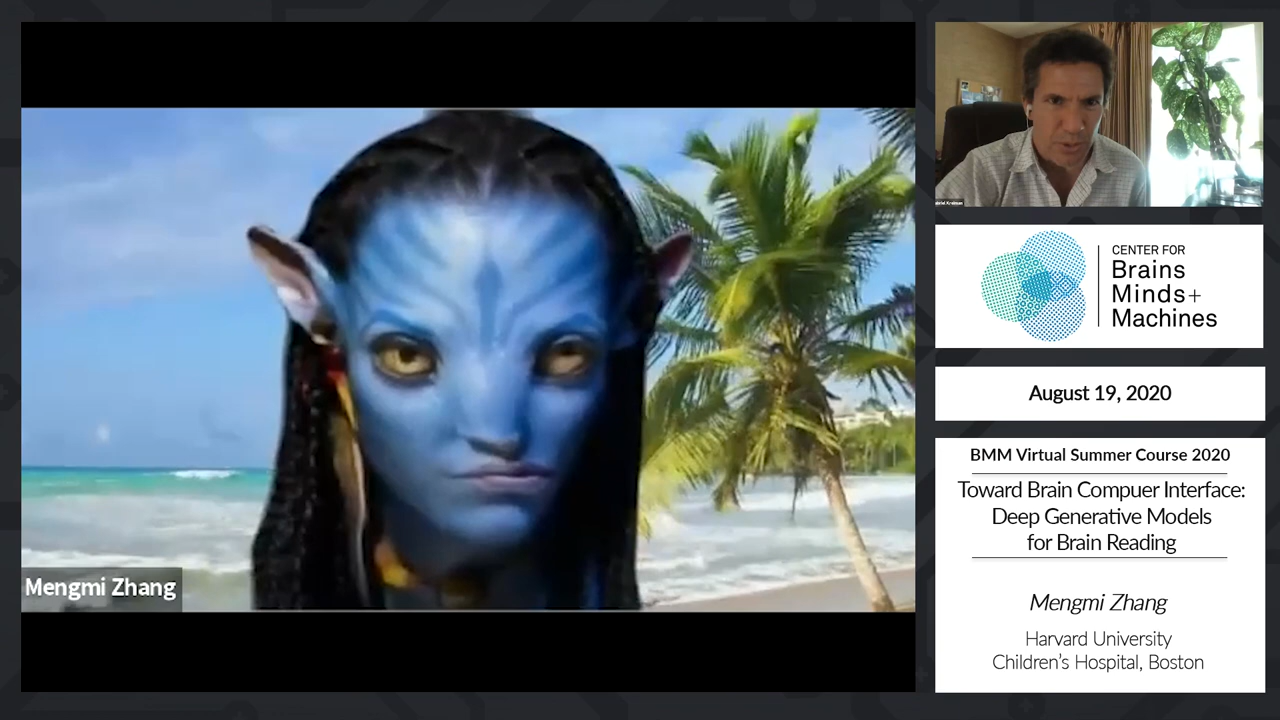 Mengmi Zhang
CENTER FOR
Brains
Minds+
Machines
August 19, 2020
BMM Virtual Summer Course 2020
Toward Brain Compuer Interface:
Deep Generative Models
for Brain Reading
Mengmi Zhang
Harvard University
Children's Hospital, Boston